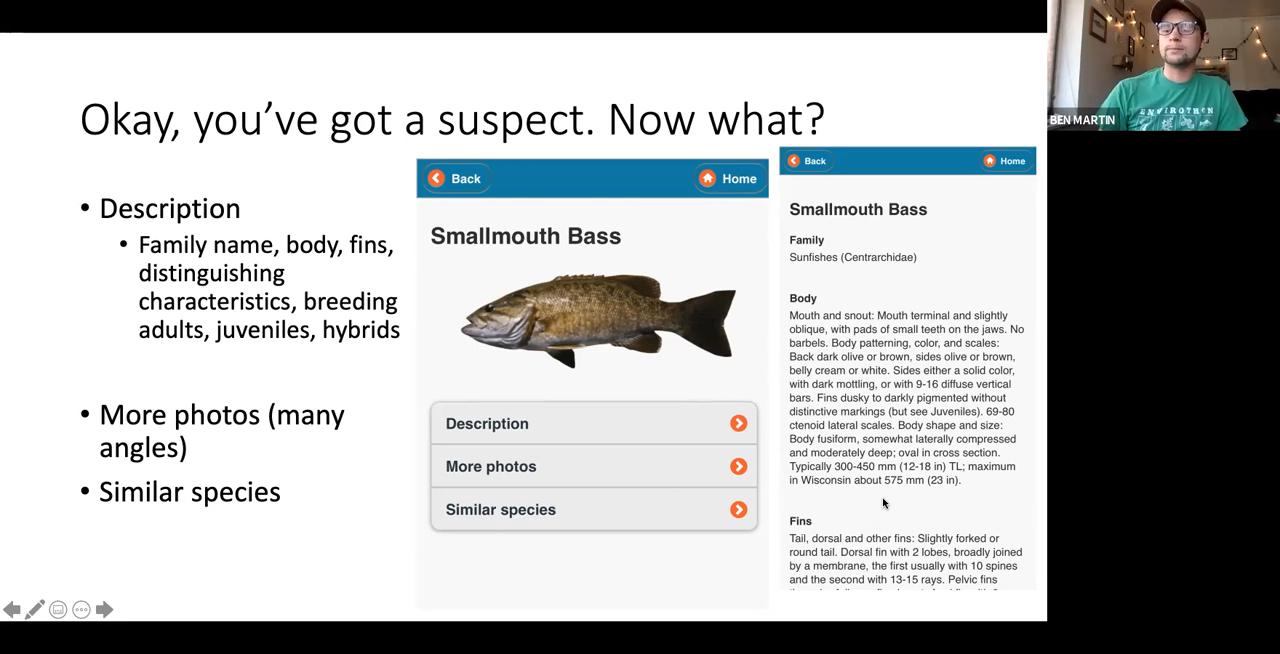 Okay, you’ve got a suspect. Now what?
• Description
• Family name, body, fins,
distinguishing
characteristics, breeding
adults, juveniles, hybrids
• More photos (many
angles)
• Similar species
Back
Home
Smallmouth Bass
Description
More photos
Similar species
Back
Home
Smallmouth Bass
Family
Sunfishes (Centrarchidae)
Body
Mouth and snout: Mouth terminal and slightly
oblique, with pads of small teeth on the jaws. No
barbels. Body patterning, color, and scales:
Back dark olive or brown, sides olive or brown,
belly cream or white. Sides either a solid color,
with dark mottling, or with 9-16 diffuse vertical
bars. Fins dusky to darkly pigmented without
distinctive markings (but see Juveniles). 69-80
ctenoid lateral scales. Body shape and size:
Body fusiform, somewhat laterally compressed
and moderately deep; oval in cross section.
Typically 300-450 mm (12-18 in) TL; maximum
in Wisconsin about 575 mm (23 in).
Fins
Tail, dorsal and other fins: Slightly forked or
round tail. Dorsal fin with 2 lobes, broadly joined
by a membrane, the first usually with 10 spines
and the second with 13-15 rays. Pelvic fins
ENVIROTHON
BEN MARTIN